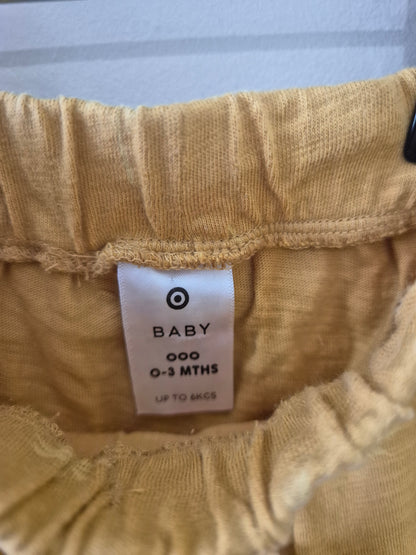 BABY
000
0-3 MTHS
UP TO 6KGS